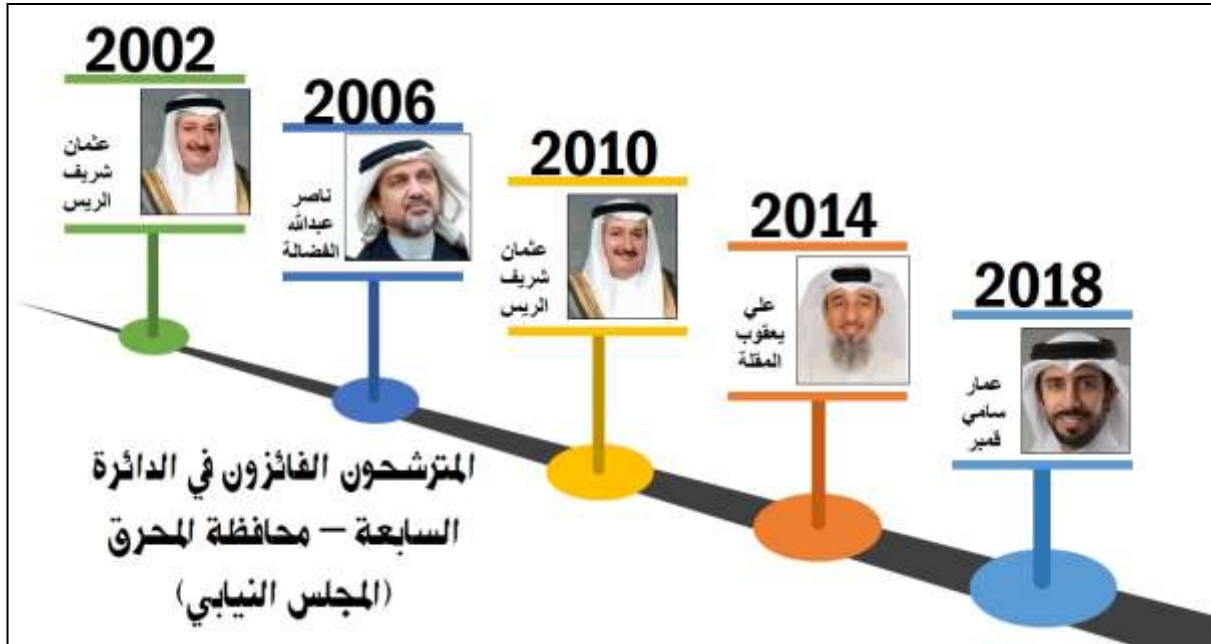 2002
عثمان
شريف
الريس
2006
ناصر
عبدالله
الفضالة
2010
عثمان
شريف
الريس
2014
علي
يعقوب
المقلة
2018
عمار
سامي
قمبر
المترشحون الفائزون في الدائرة
السابعة – محافظة المحرق
(المجلس النيابي)